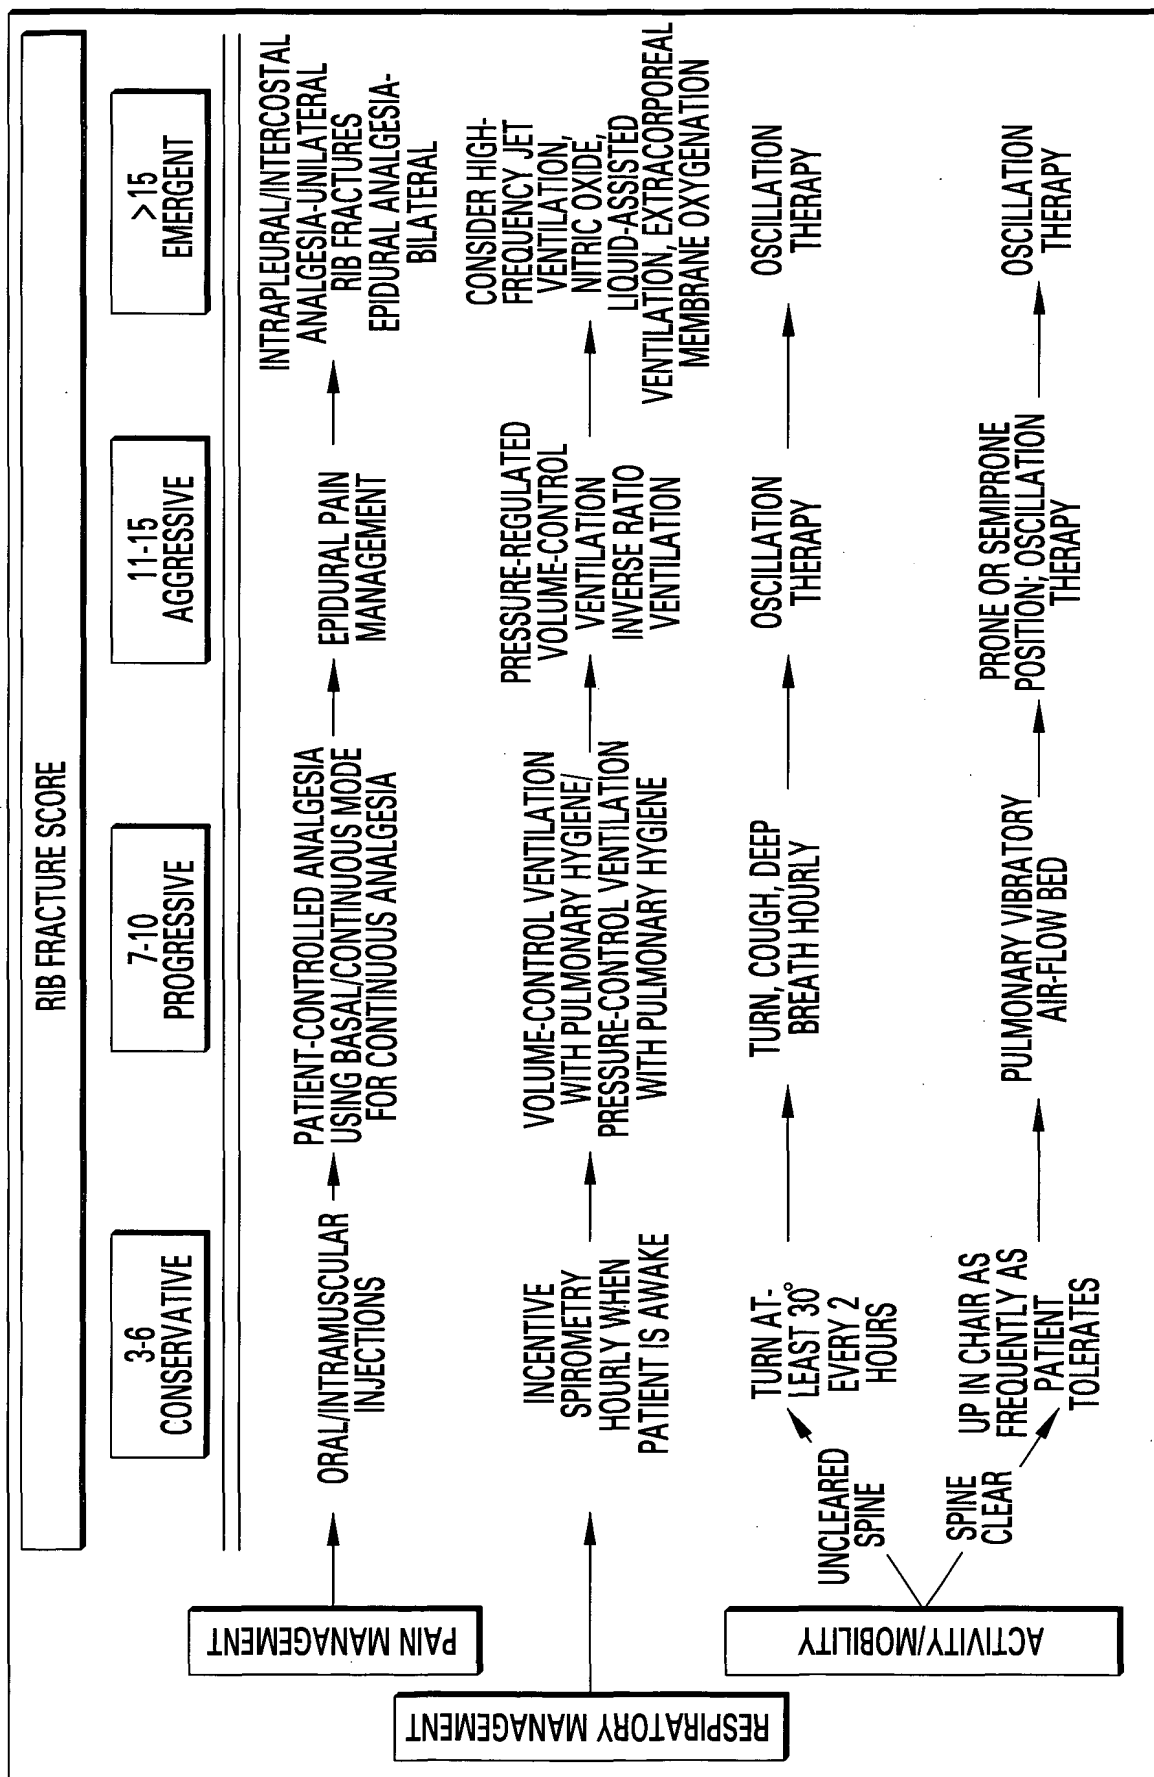 RIB FRACTURE SCORE
3-6
CONSERVATIVE
7-10
PROGRESSIVE
11-15
AGGRESSIVE
>15
EMERGENT
PAIN MANAGEMENT
ORAL/INTRAMUSCULAR
INJECTIONS
PATIENT-CONTROLLED ANALGESIA
USING BASAL/CONTINUOUS MODE
FOR CONTINUOUS ANALGESIA
EPIDURAL PAIN
MANAGEMENT
INTRAPLEURAL/INTERCOSTAL
ANALGESIA-UNILATERAL
RIB FRACTURES
EPIDURAL ANALGESIA-
BILATERAL
RESPIRATORY MANAGEMENT
INCENTIVE
SPIROMETRY
HOURLY WHEN
PATIENT IS AWAKE
VOLUME-CONTROL VENTILATION
WITH PULMONARY HYGIENE/
PRESSURE-CONTROL VENTILATION
WITH PULMONARY HYGIENE
PRESSURE-REGULATED
VOLUME-CONTROL
VENTILATION
INVERSE RATIO
VENTILATION
CONSIDER HIGH-
FREQUENCY JET
VENTILATION,
NITRIC OXIDE,
LIQUID-ASSISTED
VENTILATION, EXTRACORPOREAL
MEMBRANE OXYGENATION
ACTIVITY/MOBILITY
UNCLEARED
SPINE
TURN AT-
LEAST 30°
EVERY 2
HOURS
TURN, COUGH, DEEP
BREATH HOURLY
OSCILLATION
THERAPY
OSCILLATION
THERAPY
SPINE
CLEAR
UP IN CHAIR AS
FREQUENTLY AS
PATIENT
TOLERATES
PULMONARY VIBRATORY
AIR-FLOW BED
PRONE OR SEMIPRONE
POSITION; OSCILLATION
THERAPY
OSCILLATION
THERAPY